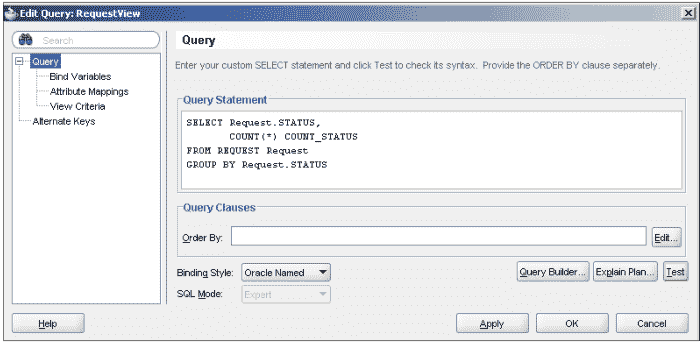 Edit Query: RequestView
Search
Query
Bind Variables
Attribute Mappings
View Criteria
Alternate Keys
Query
Enter your custom SELECT statement and click Test to check its syntax. Provide the ORDER BY clause separately.
Query Statement
SELECT Request.STATUS,
COUNT(*) COUNT_STATUS
FROM REQUEST Request
GROUP BY Request.STATUS
Query Clauses
Order By:
Edit...
Binding Style:
Oracle Named
Query Builder...
Explain Plan...
Test
SQL Mode:
Expert
Help
Apply
OK
Cancel